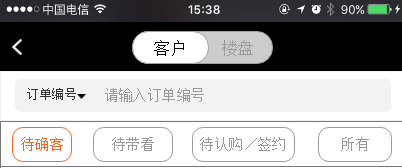 中国电信 15:38 90%
客户 楼盘
订单编号 请输入订单编号
待确客 待带看 待认购／签约 所有